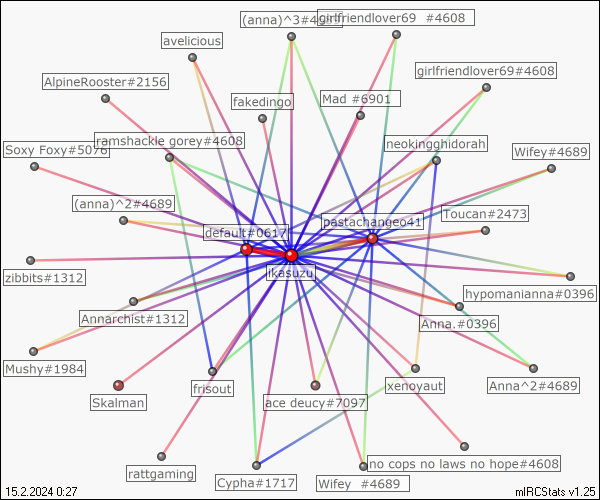 (anna)^3#4689
girlfriendlover69 #4608
avelicious
girlfriendlover69#4608
AlpineRooster#2156
fakedingo
Mad #6901
ramshackle gorey#4608
neokingghidorah
Soxy Foxy#5076
Wifey#4689
(anna)^2#4689
Toucan#2473
pastachangeo41
default#0617
zibbits#1312
ikasuzu
hypomanianna#0396
Annarchist#1312
Anna.#0396
Mushy#1984
frisout
xenoyaut
Anna^2#4689
Skalman
ace deucy#7097
rattgaming
Cypha#1717
Wifey #4689
no cops no laws no hope#4608
15.2.2024 0:27
mIRCStats v1.25